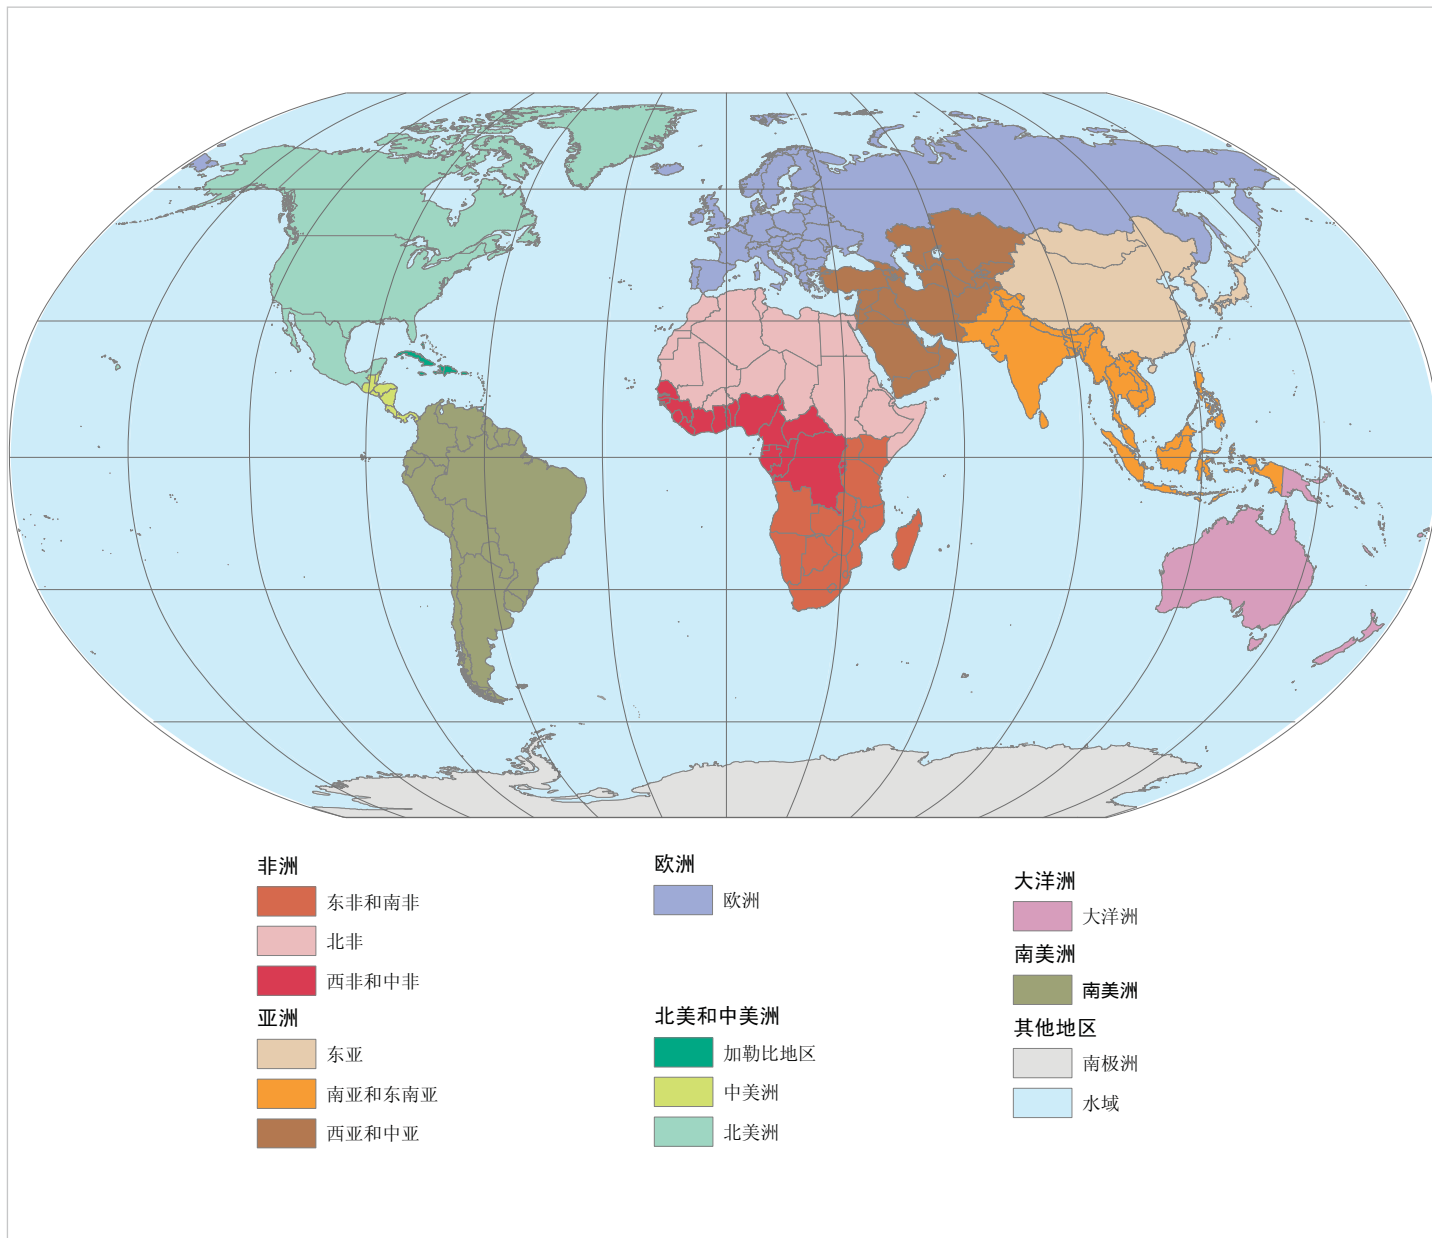 非洲
东非和南非
北非
西非和中非
亚洲
东亚
南亚和东南亚
西亚和中亚
欧洲
欧洲
北美和中美洲
加勒比地区
中美洲
北美洲
大洋洲
大洋洲
南美洲
南美洲
其他地区
南极洲
水域